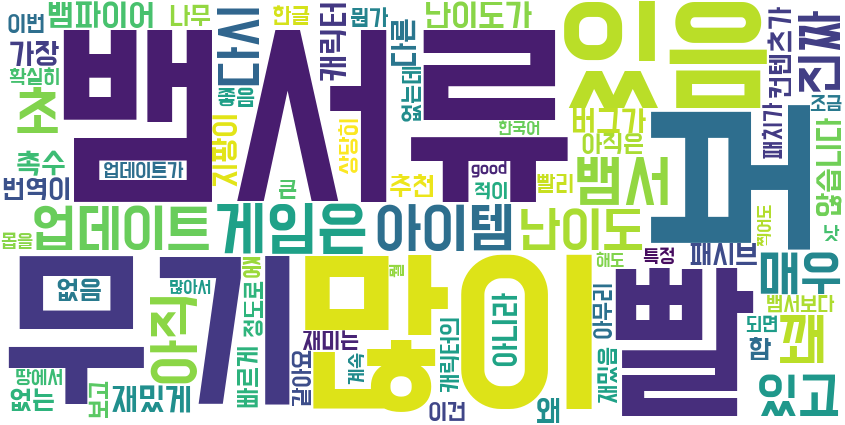 이번
뱀파이어
나무
한글
뭔가
난이도가
있음
진짜
가장
확실히
초
뱀서류
시다
좋음
캐릭터
다른
없는데
버그가
컨텐츠가
패치가
조금
한국어
업데이트가
지팡이
상당히
큰
추천
good
적이
빨리
아직은
뱀서
않습니다
촉수
번역이
몹을
업데이트
게임은
아이템
난이도
찍어도
낫
패시브
특정
해도
매우
무기
많이
빨
없음
많아서
아직
중
정도로
뭘
아니라
아무리
뱀서보다
되면
꽤
함
땅에서
없는
보고
재밌게
빠르게
재미는
같아요
계속
캐릭터의
이건
왜
재밌음
있고